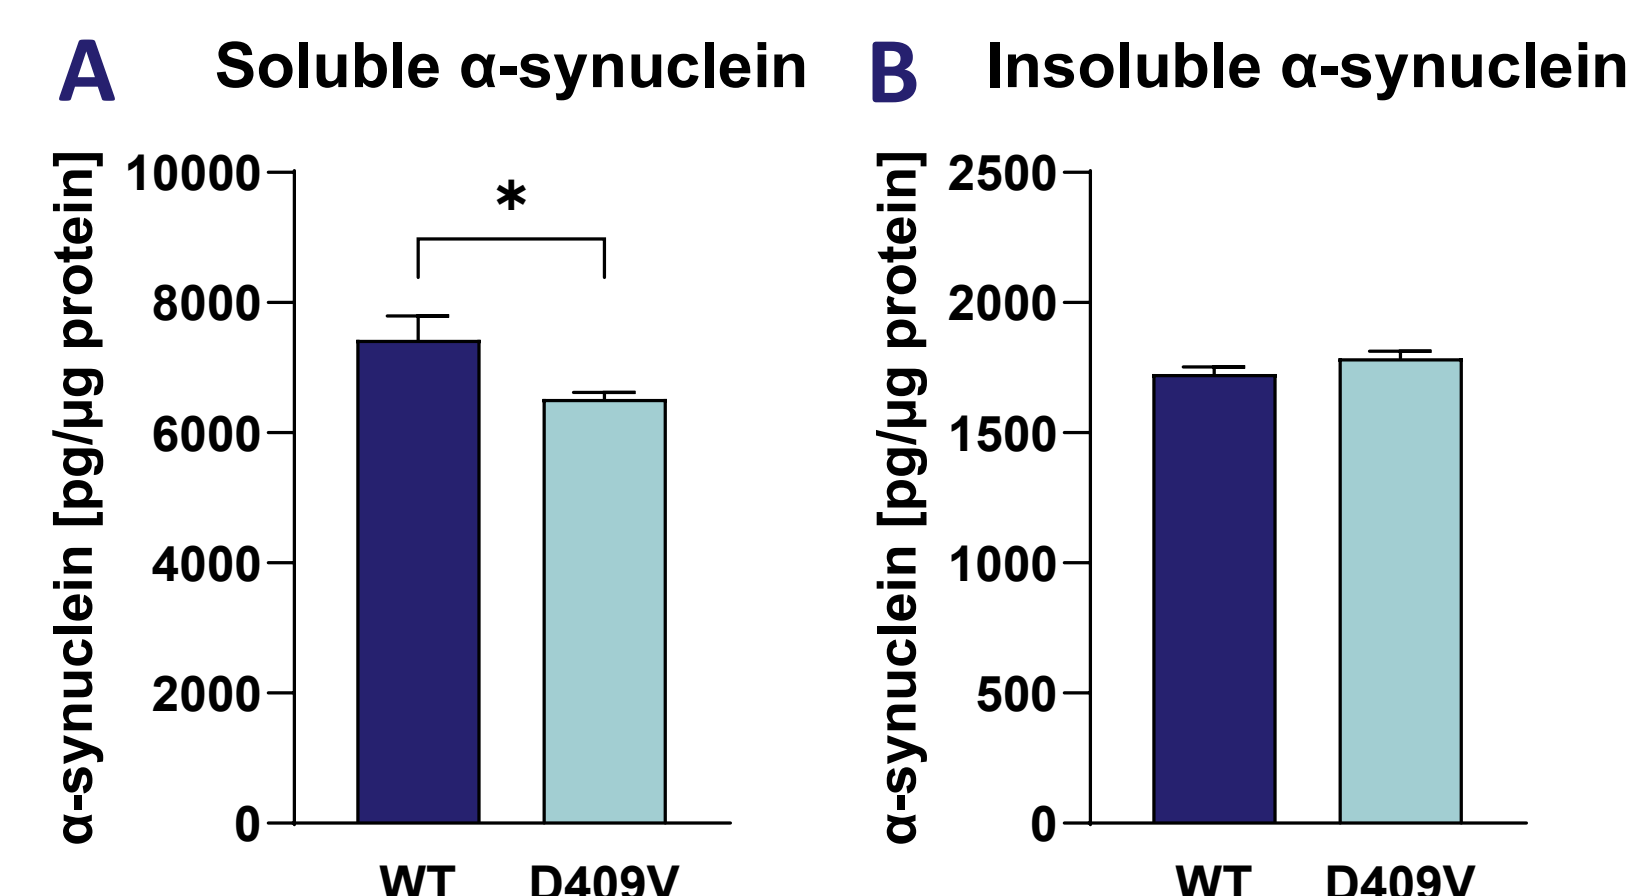 A Soluble α-synuclein
α-synuclein [pg/µg protein]
10000
8000
6000
4000
2000
0
*
WT D409V
B Insoluble α-synuclein
α-synuclein [pg/µg protein]
2500
2000
1500
1000
500
0
WT D409V